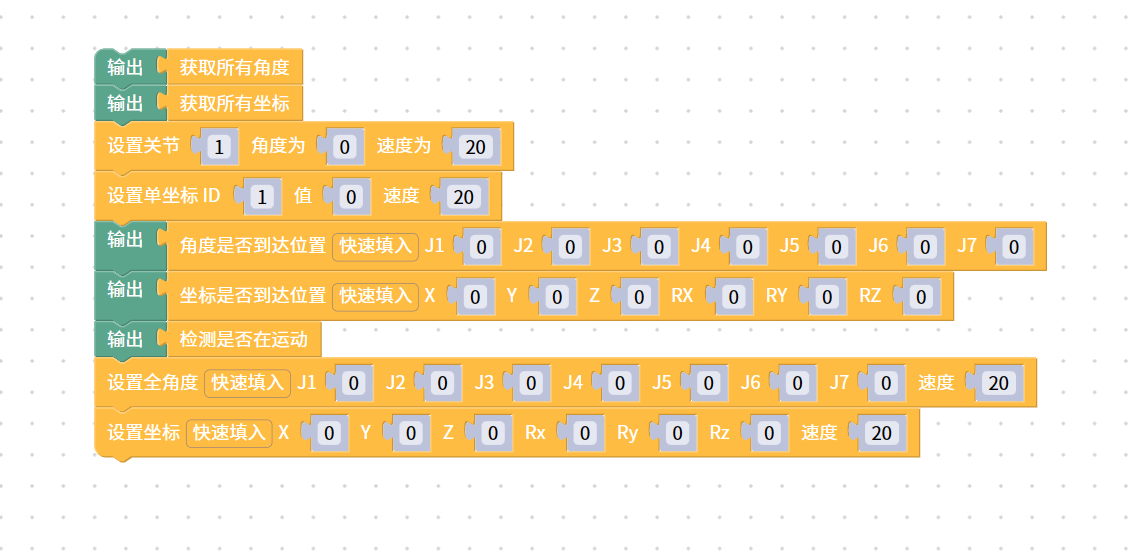 输出 获取所有角度
输出 获取所有坐标
设置关节 1 角度为 0 速度为 20
设置单坐标 ID 1 值 0 速度 20
输出 角度是否到达位置 快速填入 J1 0 J2 0 J3 0 J4 0 J5 0 J6 0 J7 0
输出 坐标是否到达位置 快速填入 X 0 Y 0 Z 0 RX 0 RY 0 RZ 0
输出 检测是否在运动
设置全角度 快速填入 J1 0 J2 0 J3 0 J4 0 J5 0 J6 0 J7 0 速度 20
设置坐标 快速填入 X 0 Y 0 Z 0 Rx 0 Ry 0 Rz 0 速度 20